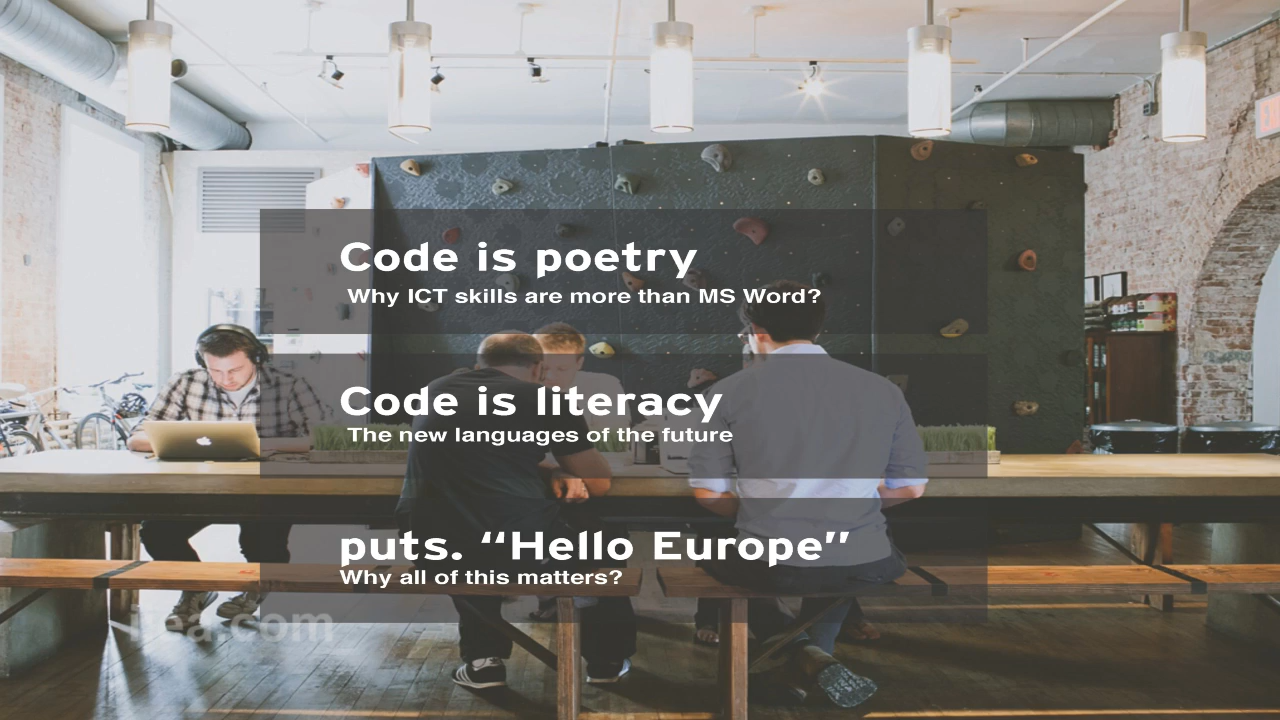 Code is poetry
Why ICT skills are more than MS Word?
Code is literacy
The new languages of the future
puts. “Hello Europe”
Why all of this matters?